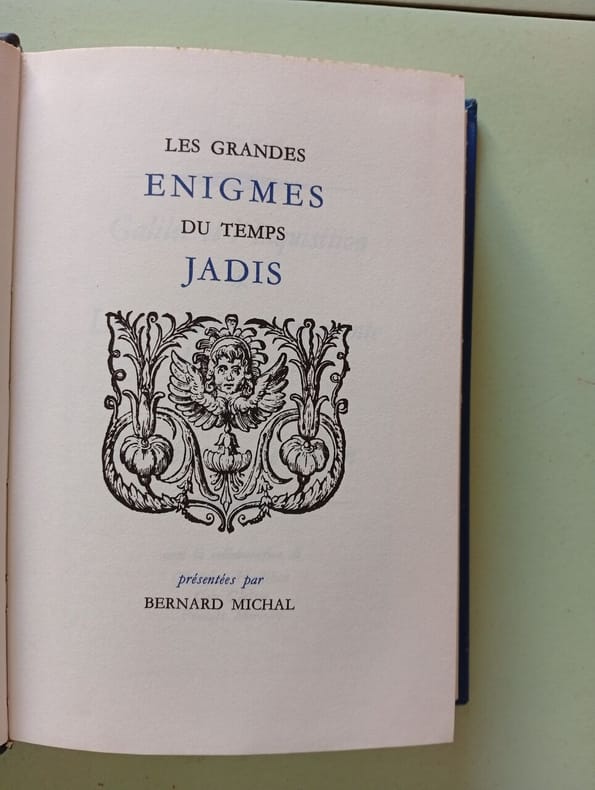 LES GRANDES
ENIGMES
DU TEMPS
JADIS
présentées par
BERNARD MICHAL